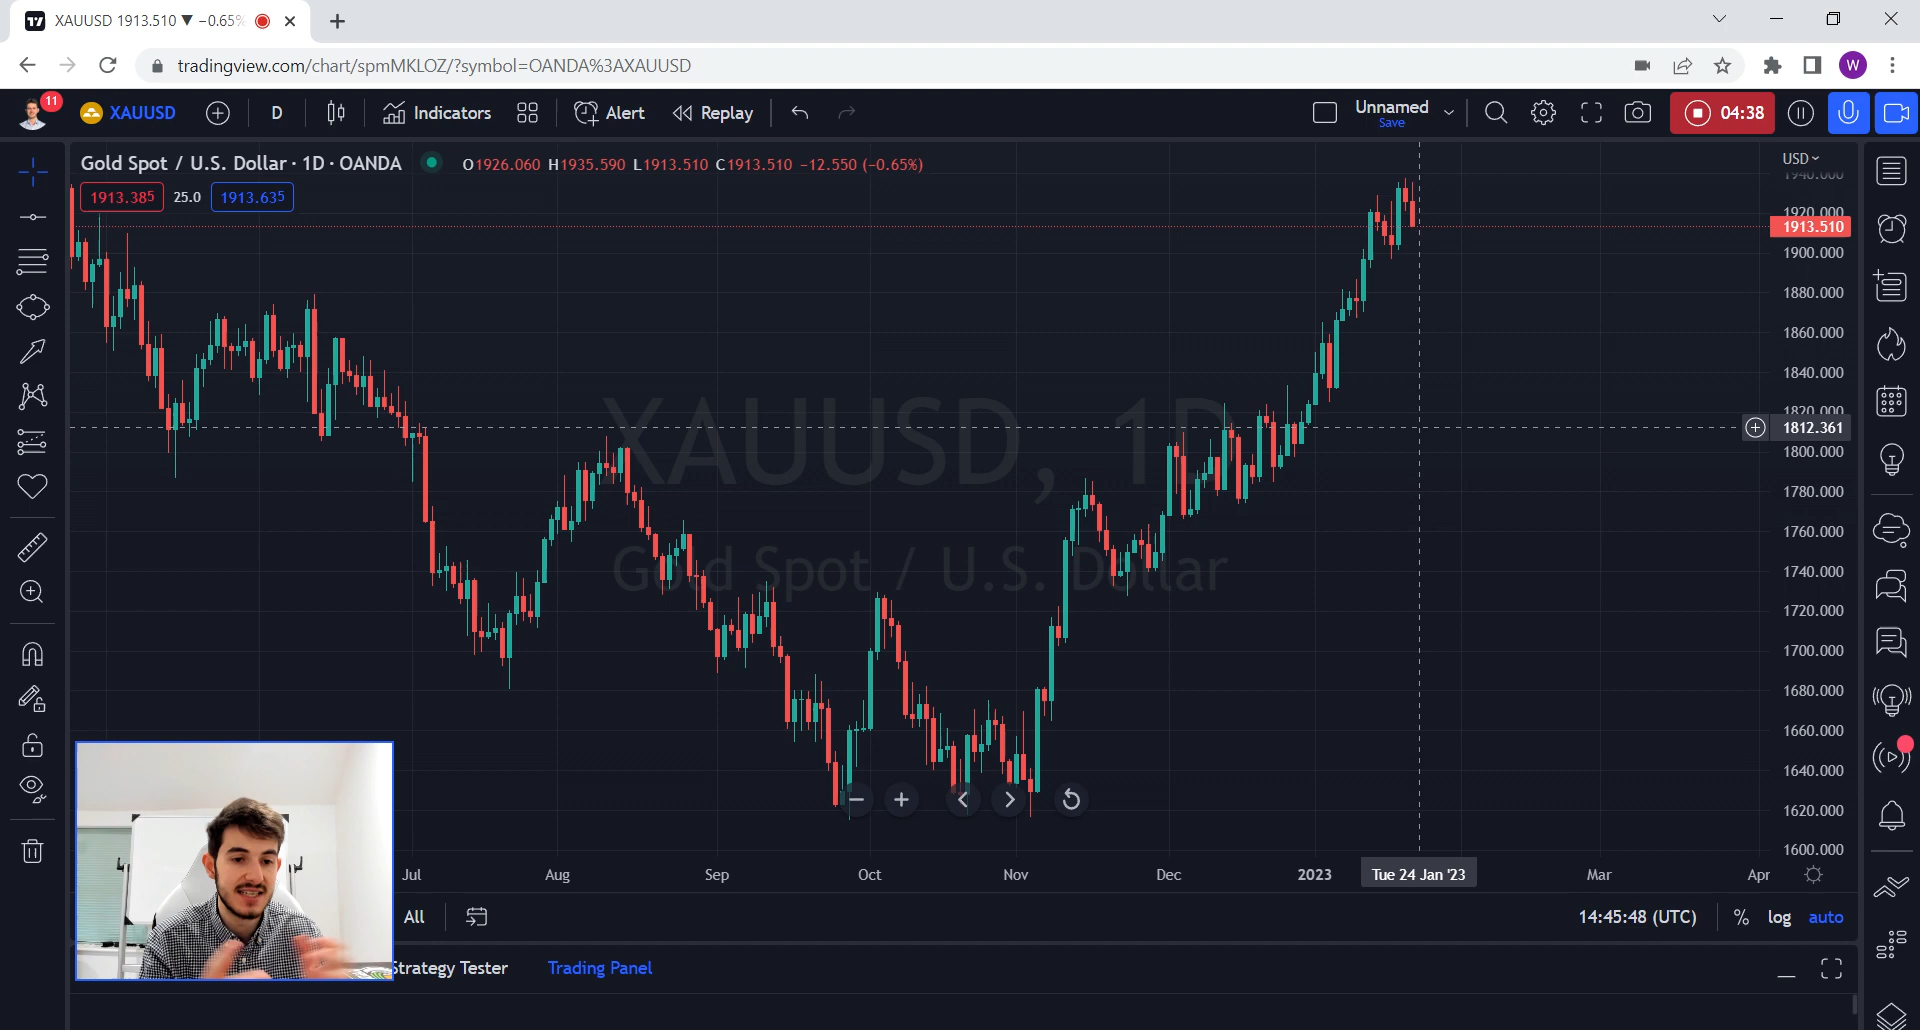 XAUUSD 1913.510 ▼ −0.65%
tradingview.com/chart/spmMKLOZ/?symbol=OANDA%3AXAUUSD
W
11
XAUUSD
D
Indicators
Alert
Replay
Unnamed
Save
04:38
Gold Spot / U.S. Dollar · 1D · OANDA
O1926.060 H1935.590 L1913.510 C1913.510 −12.550 (−0.65%)
1913.385
25.0
1913.635
USD
1940.000
1920.000
1913.510
1900.000
1880.000
1860.000
1840.000
1820.000
1812.361
1800.000
1780.000
1760.000
1740.000
1720.000
1700.000
1680.000
1660.000
1640.000
1620.000
1600.000
XAUUSD, 1D
Gold Spot / U.S. Dollar
Jul
Aug
Sep
Oct
Nov
Dec
2023
Tue 24 Jan '23
Mar
Apr
All
14:45:48 (UTC)
%
log
auto
Strategy Tester
Trading Panel